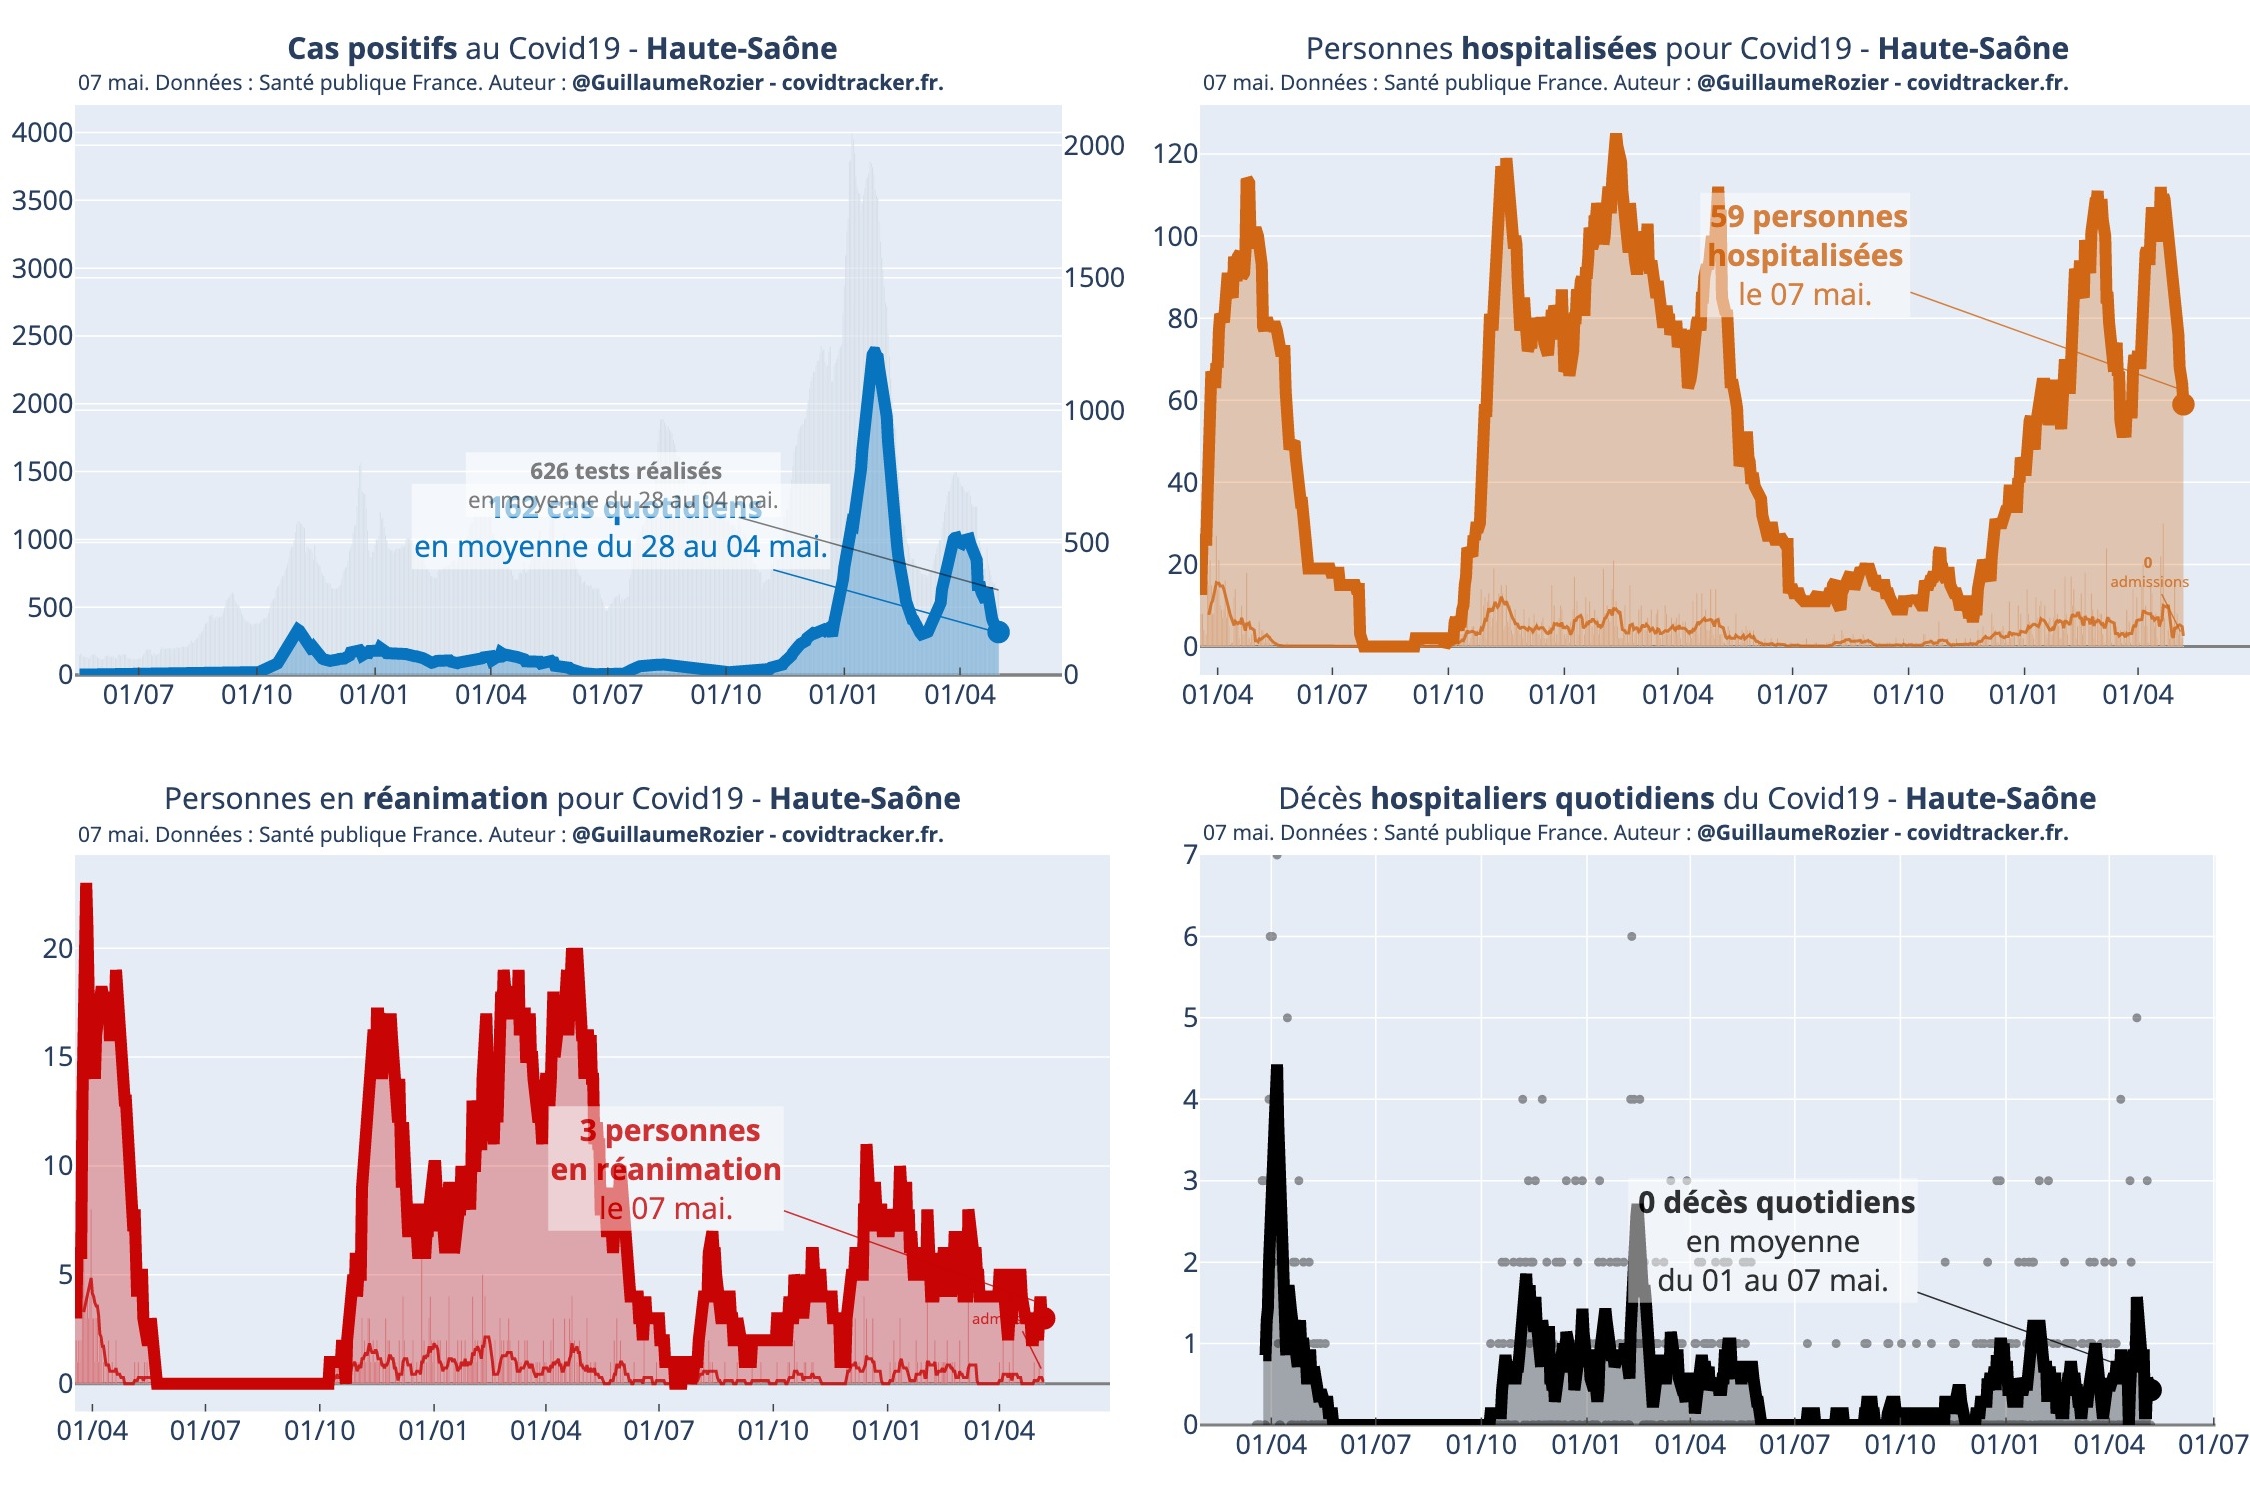 Cas positifs au Covid19 - Haute-Saône
07 mai. Données : Santé publique France. Auteur : @GuillaumeRozier - covidtracker.fr.
4000
3500
3000
2500
2000
1500
1000
500
0
2000
1500
1000
500
0
626 tests réalisés
en moyenne du 28 au 04 mai.
162 cas quotidiens
en moyenne du 28 au 04 mai.
01/07 01/10 01/01 01/04 01/07 01/10 01/01 01/04
Personnes hospitalisées pour Covid19 - Haute-Saône
07 mai. Données : Santé publique France. Auteur : @GuillaumeRozier - covidtracker.fr.
120
100
80
60
40
20
0
59 personnes
hospitalisées
le 07 mai.
0
admissions
01/04 01/07 01/10 01/01 01/04 01/07 01/10 01/01 01/04
Personnes en réanimation pour Covid19 - Haute-Saône
07 mai. Données : Santé publique France. Auteur : @GuillaumeRozier - covidtracker.fr.
20
15
10
5
0
3 personnes
en réanimation
le 07 mai.
01/04 01/07 01/10 01/01 01/04 01/07 01/10 01/01 01/04
Décès hospitaliers quotidiens du Covid19 - Haute-Saône
07 mai. Données : Santé publique France. Auteur : @GuillaumeRozier - covidtracker.fr.
7
6
5
4
3
2
1
0
0 décès quotidiens
en moyenne
du 01 au 07 mai.
01/04 01/07 01/10 01/01 01/04 01/07 01/10 01/01 01/04 01/07